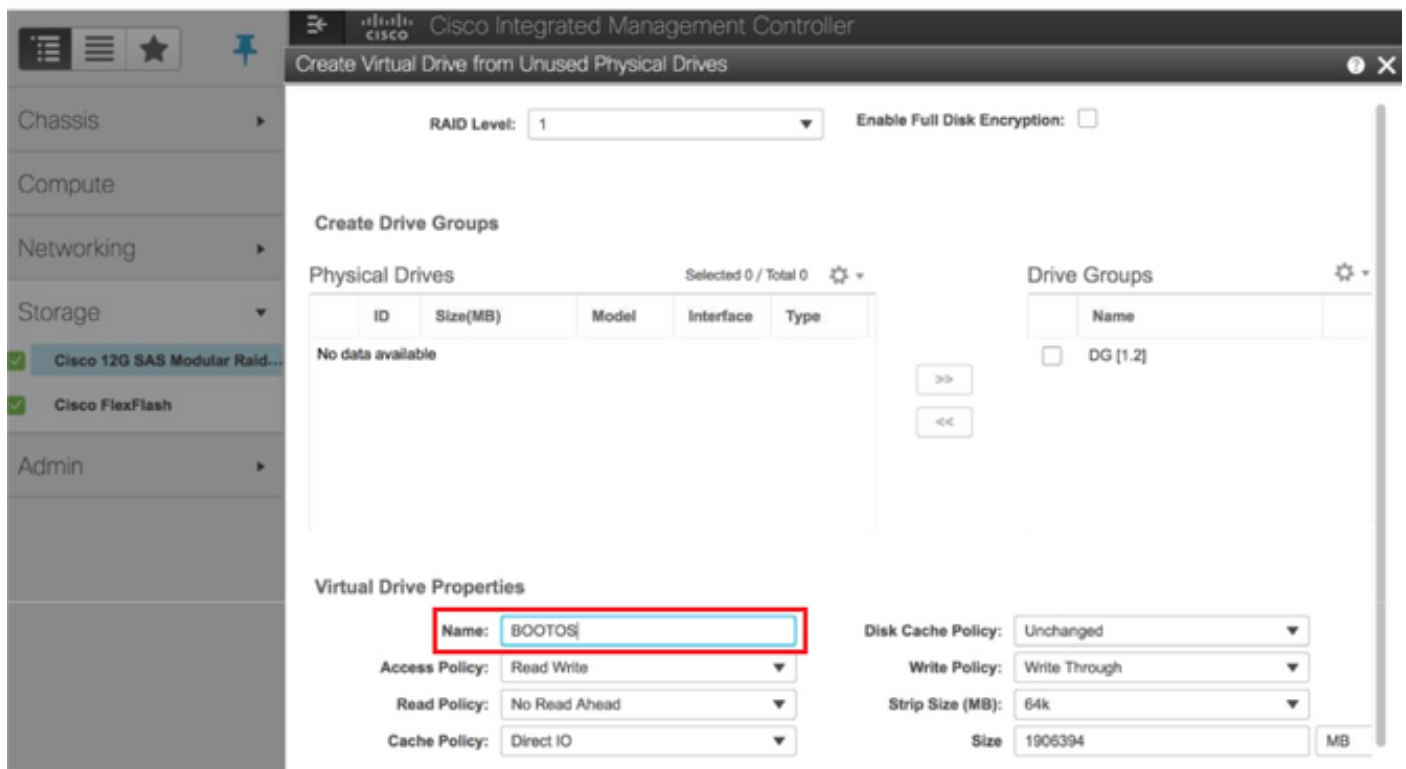 cisco Cisco Integrated Management Controller
Create Virtual Drive from Unused Physical Drives
Chassis
Compute
Networking
Storage
Cisco 12G SAS Modular Raid...
Cisco FlexFlash
Admin
RAID Level: 1
Enable Full Disk Encryption:
Create Drive Groups
Physical Drives Selected 0 / Total 0
ID Size(MB) Model Interface Type
No data available
>>
<<
Drive Groups
Name
DG [1.2]
Virtual Drive Properties
Name: BOOTOS
Disk Cache Policy: Unchanged
Access Policy: Read Write
Write Policy: Write Through
Read Policy: No Read Ahead
Strip Size (MB): 64k
Cache Policy: Direct IO
Size 1906394 MB